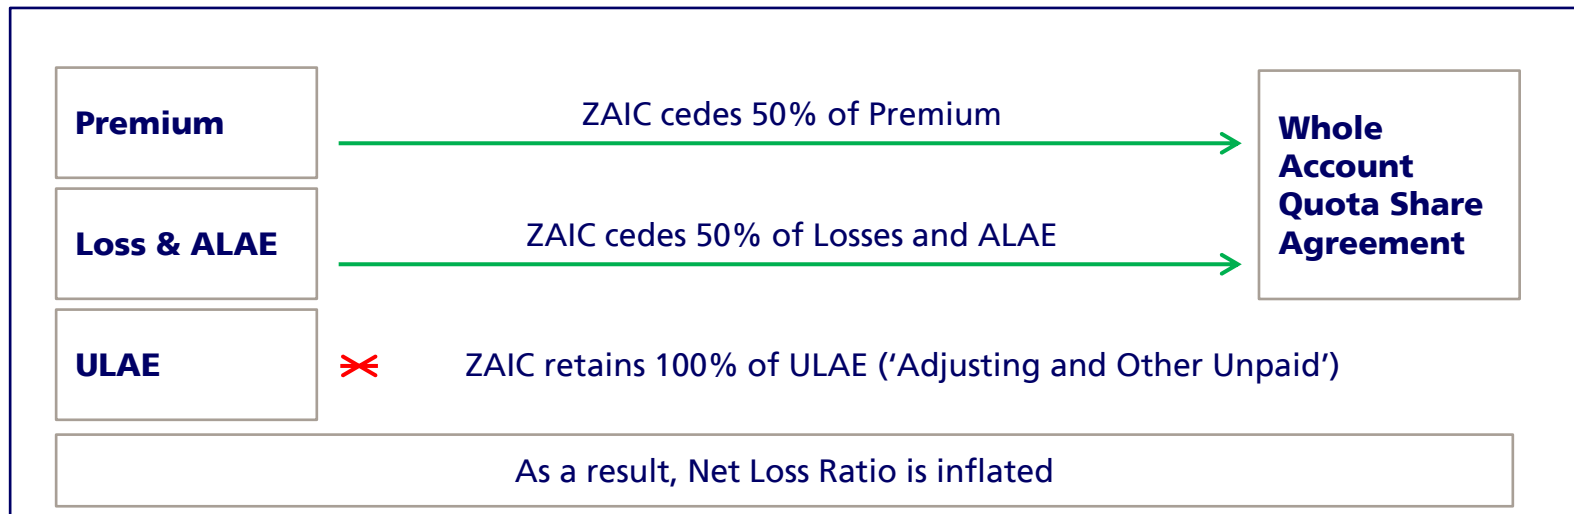 Premium
ZAIC cedes 50% of Premium
Whole
Account
Quota Share
Agreement
Loss & ALAE
ZAIC cedes 50% of Losses and ALAE
ULAE
ZAIC retains 100% of ULAE (‘Adjusting and Other Unpaid’)
As a result, Net Loss Ratio is inflated